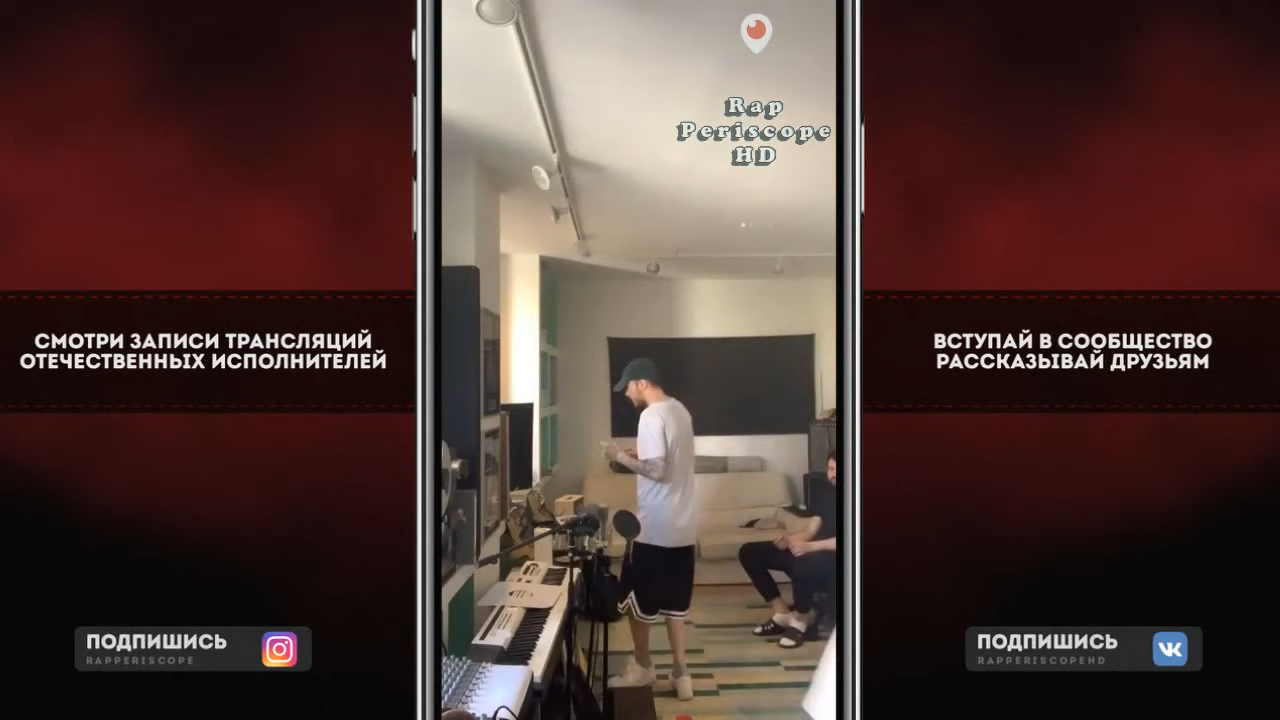 Rap
Periscope
HD
СМОТРИ ЗАПИСИ ТРАНСЛЯЦИЙ
ОТЕЧЕСТВЕННЫХ ИСПОЛНИТЕЛЕЙ
ВСТУПАЙ В СООБЩЕСТВО
РАССКАЗЫВАЙ ДРУЗЬЯМ
ПОДПИШИСЬ
RAPPERISCOPE
ПОДПИШИСЬ
RAPPERISCOPEHD